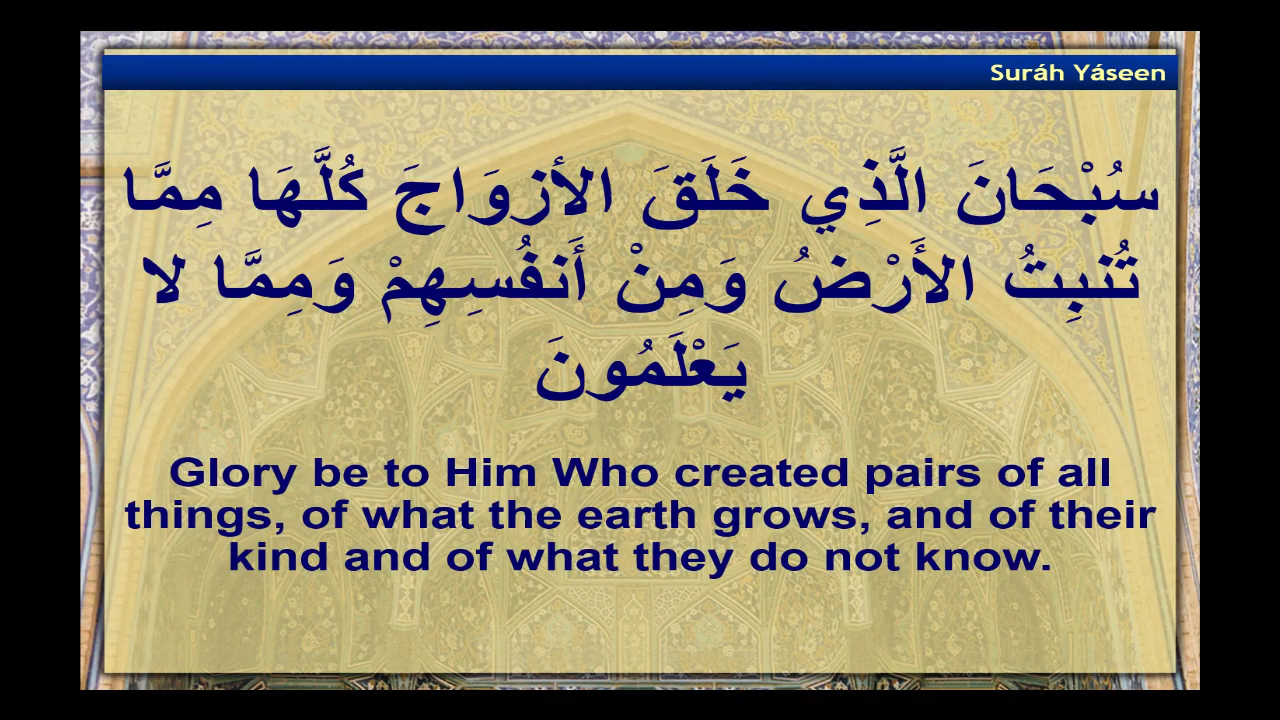 Suráh Yáseen
سُبْحَانَ الَّذِي خَلَقَ الأزوَاجَ كُلَّهَا مِمَّا
تُنبِتُ الأَرْضُ وَمِنْ أَنفُسِهِمْ وَمِمَّا لا
يَعْلَمُونَ
Glory be to Him Who created pairs of all
things, of what the earth grows, and of their
kind and of what they do not know.